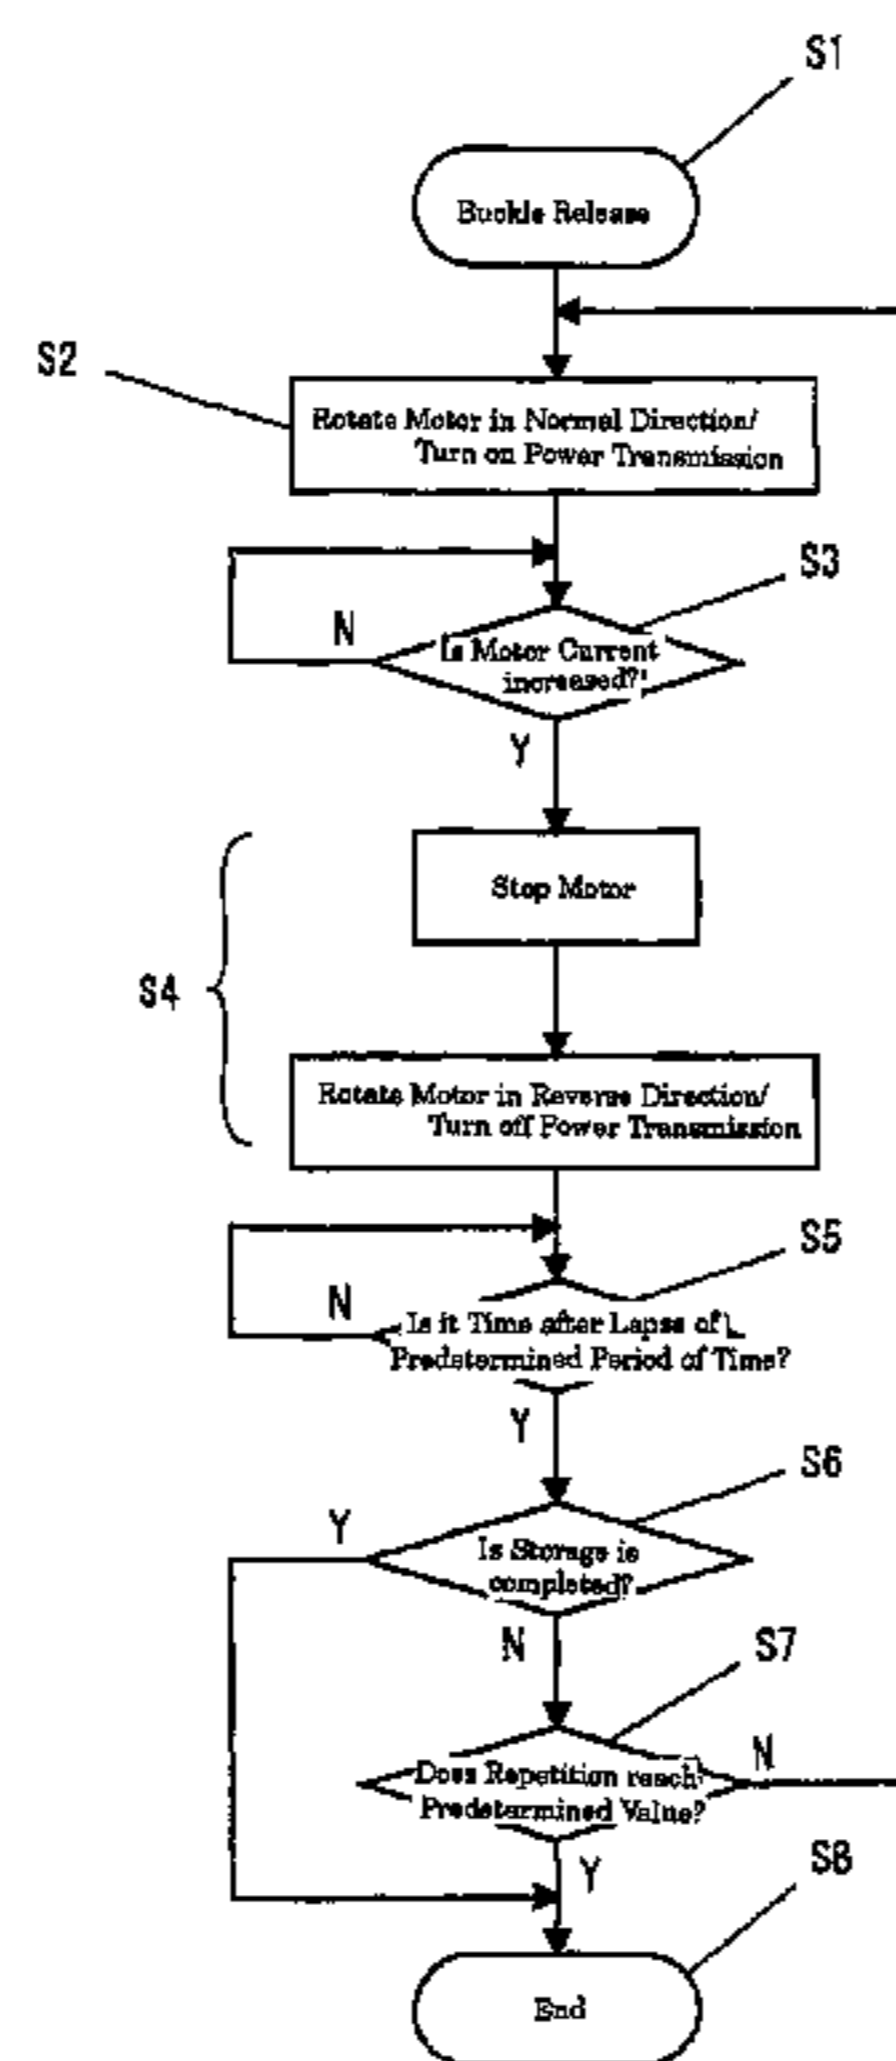 S1
Buckle Release
S2
Rotate Motor in Normal Direction/
Turn on Power Transmission
S3
N
Is Motor Current
increased?
Y
Stop Motor
S4
Rotate Motor in Reverse Direction/
Turn off Power Transmission
S5
N
Is it Time after Lapse of
Predetermined Period of Time?
Y
S6
Y
Is Storage is
completed?
N
S7
N
Does Repetition reach
Predetermined Value?
Y
S8
End